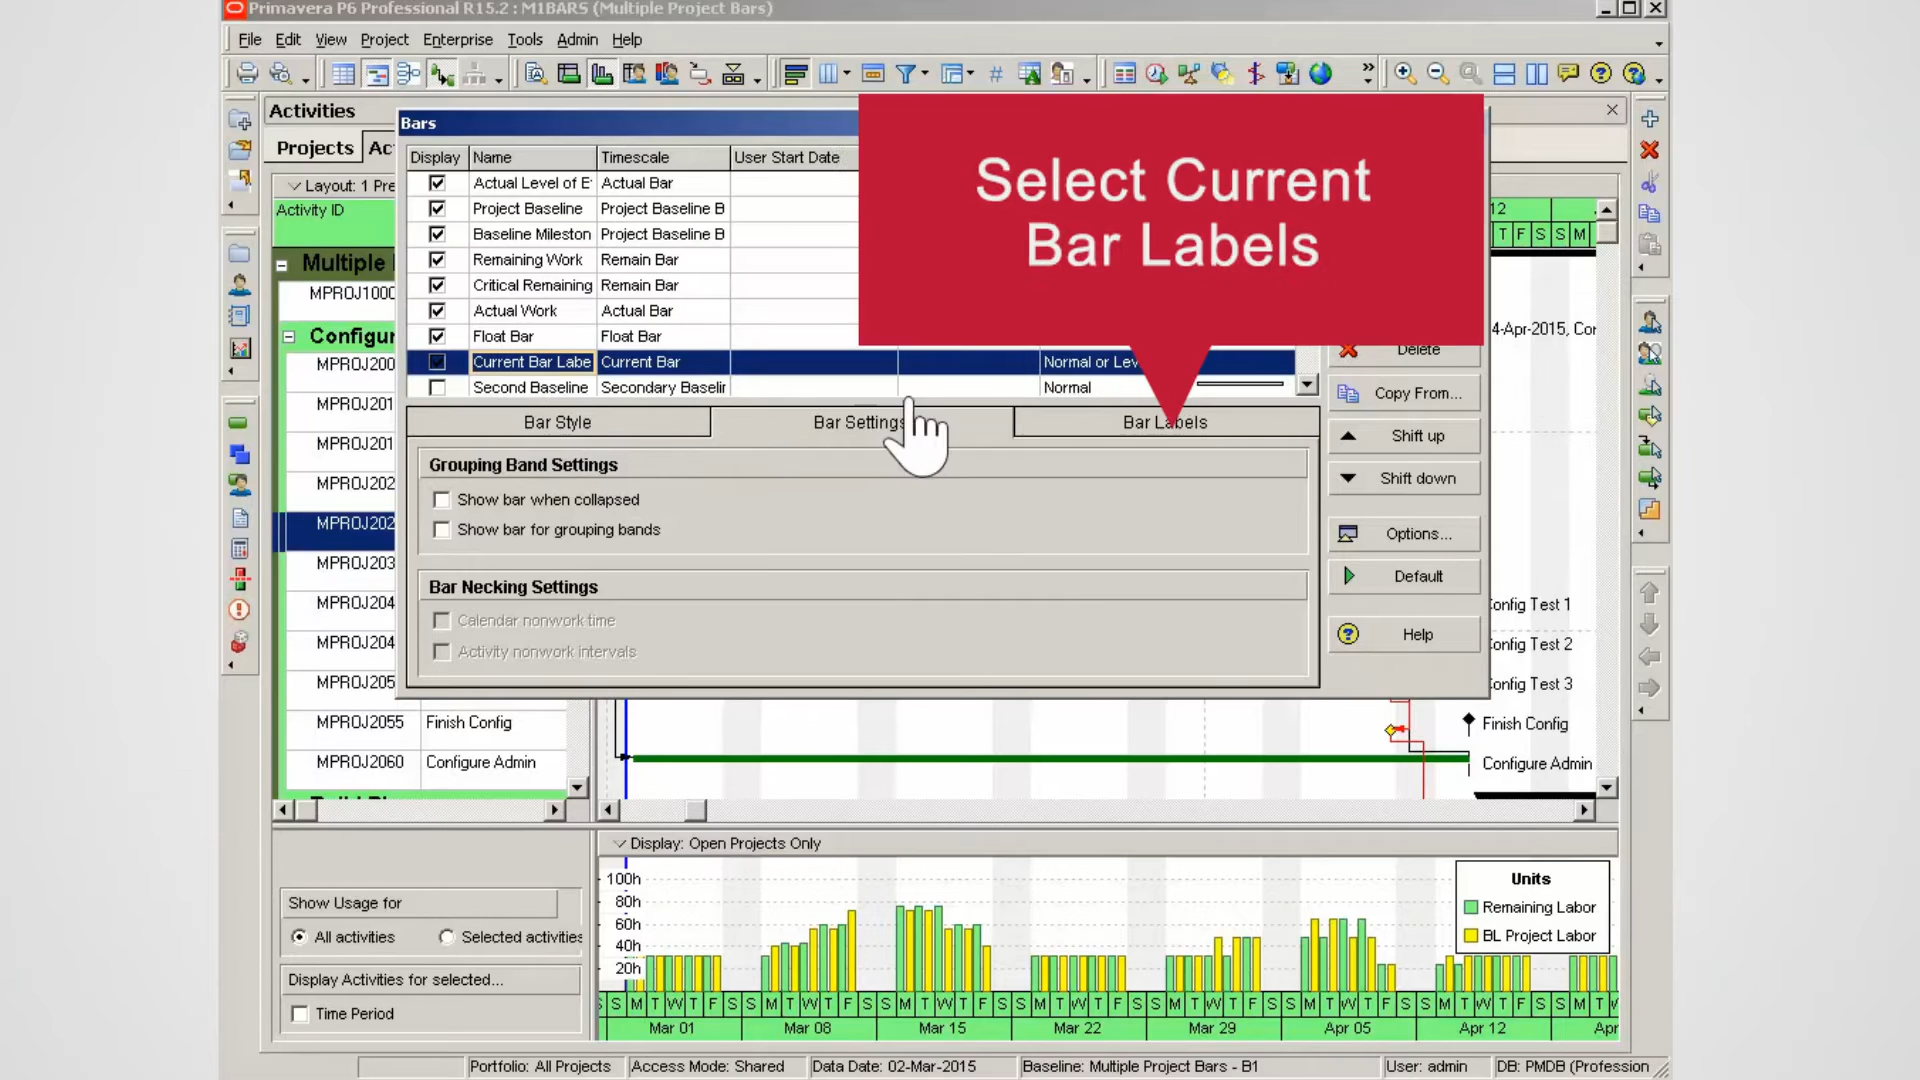 Primavera P6 Professional R15.2 : M1BARS (Multiple Project Bars)
File Edit View Project Enterprise Tools Admin Help
Activities
Projects Ac
Layout: 1 Pre
Activity ID
Multiple
MPROJ1000
Configur
MPROJ200
MPROJ201
MPROJ201
MPROJ202
MPROJ202
MPROJ203
MPROJ204
MPROJ204
MPROJ205
MPROJ2055 Finish Config
MPROJ2060 Configure Admin
Bars
Display Name Timescale User Start Date
Actual Level of E Actual Bar
Project Baseline Project Baseline B
Baseline Mileston Project Baseline B
Remaining Work Remain Bar
Critical Remaining Remain Bar
Actual Work Actual Bar
Float Bar Float Bar
Current Bar Labe Current Bar Normal or Lev
Second Baseline Secondary Baselin Normal
Select Current
Bar Labels
Bar Style Bar Settings Bar Labels
Grouping Band Settings
Show bar when collapsed
Show bar for grouping bands
Bar Necking Settings
Calendar nonwork time
Activity nonwork intervals
Delete
Copy From...
Shift up
Shift down
Options...
Default
Help
12
T F S S M
4-Apr-2015, Cor
Config Test 1
Config Test 2
Config Test 3
Finish Config
Configure Admin
Display: Open Projects Only
Show Usage for
All activities Selected activities
Display Activities for selected...
Time Period
100h
80h
60h
40h
20h
Units
Remaining Labor
BL Project Labor
S M T W T F S S M T W T F S S M T W T F S S M T W T F S S M T W T F S S M T W T F S S M T W T F S S M T W
Mar 01 Mar 08 Mar 15 Mar 22 Mar 29 Apr 05 Apr 12 Apr
Portfolio: All Projects Access Mode: Shared Data Date: 02-Mar-2015 Baseline: Multiple Project Bars - B1 User: admin DB: PMDB (Profession